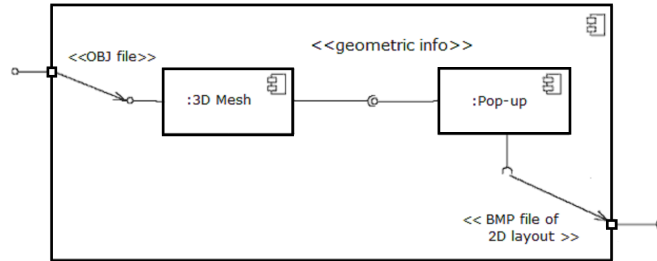 <<geometric info>>
<<OBJ file>>
:3D Mesh
:Pop-up
<< BMP file of
2D layout >>